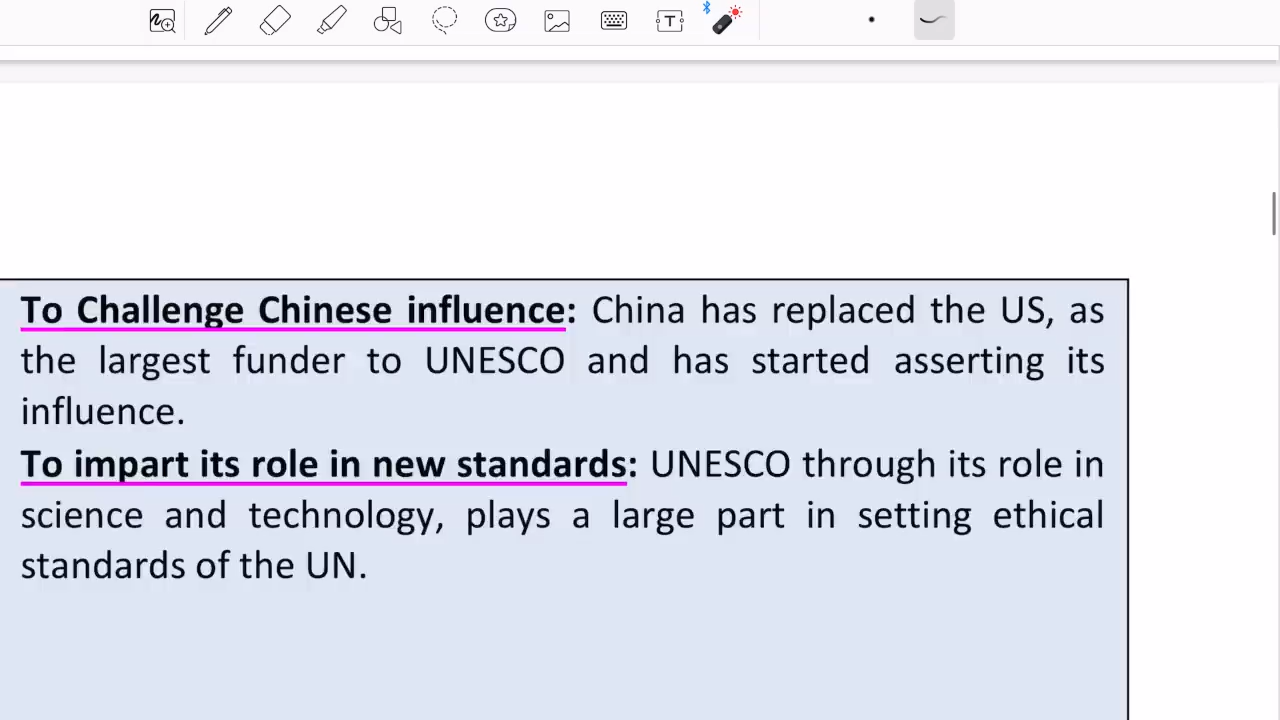 To Challenge Chinese influence: China has replaced the US, as
the largest funder to UNESCO and has started asserting its
influence.
To impart its role in new standards: UNESCO through its role in
science and technology, plays a large part in setting ethical
standards of the UN.